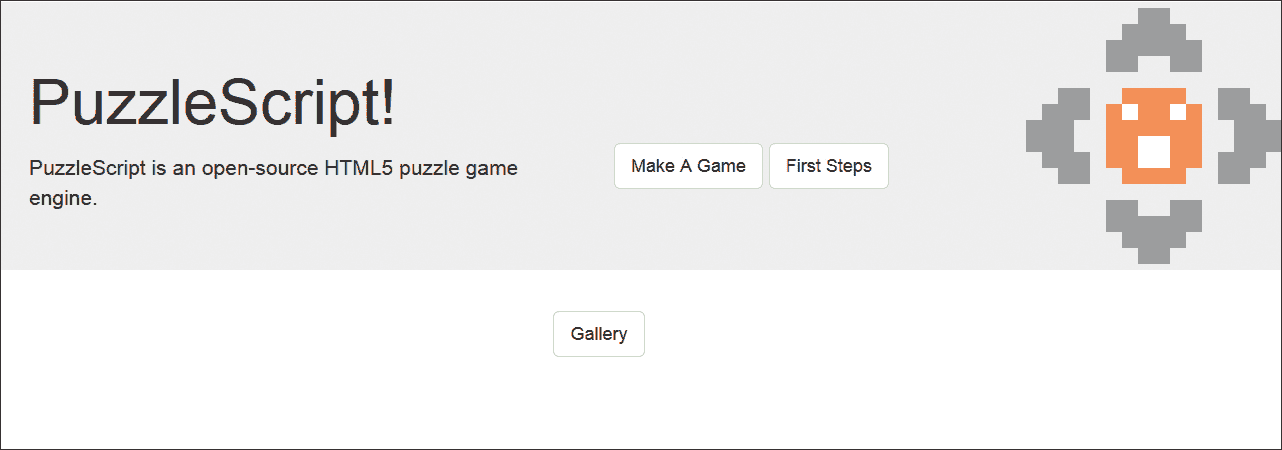 PuzzleScript!
PuzzleScript is an open-source HTML5 puzzle game
engine.
Make A Game
First Steps
Gallery